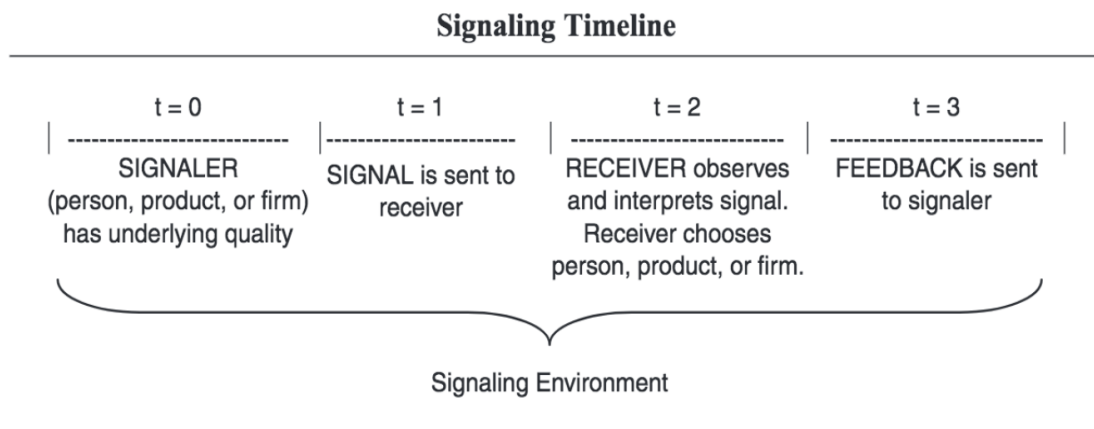 Signaling Timeline
t = 0
t = 1
t = 2
t = 3
SIGNALER
(person, product, or firm)
has underlying quality
SIGNAL is sent to
receiver
RECEIVER observes
and interprets signal.
Receiver chooses
person, product, or firm.
FEEDBACK is sent
to signaler
Signaling Environment